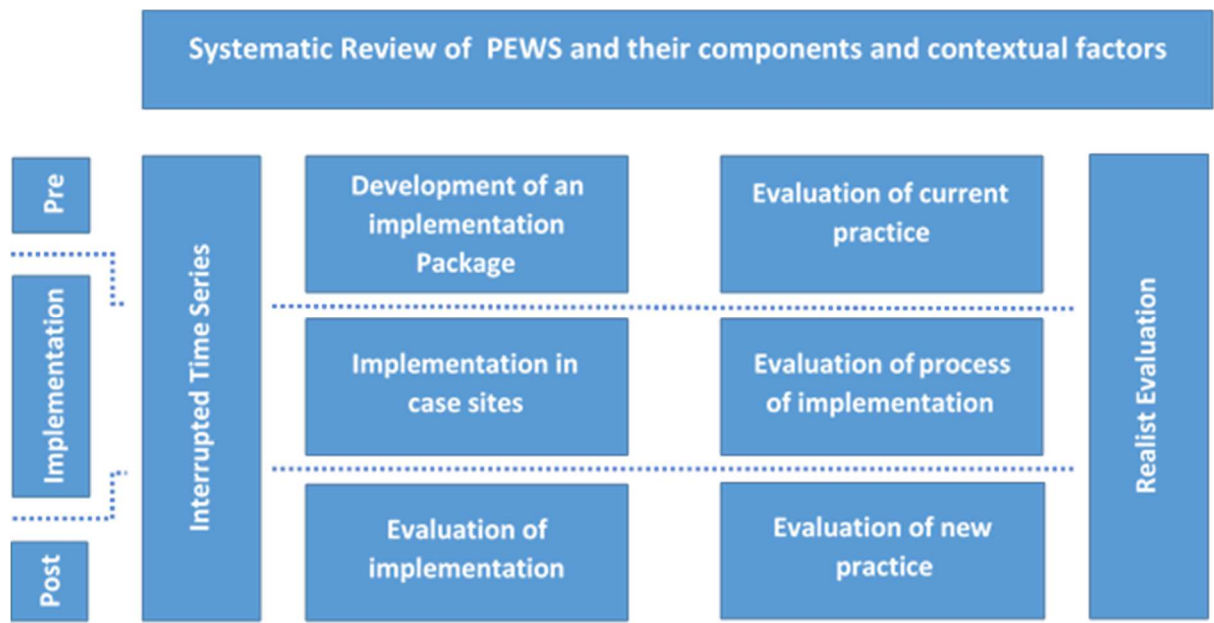 Systematic Review of PEWS and their components and contextual factors
Pre
Implementation
Post
Interrupted Time Series
Development of an
implementation
Package
Evaluation of current
practice
Implementation in
case sites
Evaluation of process
of implementation
Evaluation of
implementation
Evaluation of new
practice
Realist Evaluation